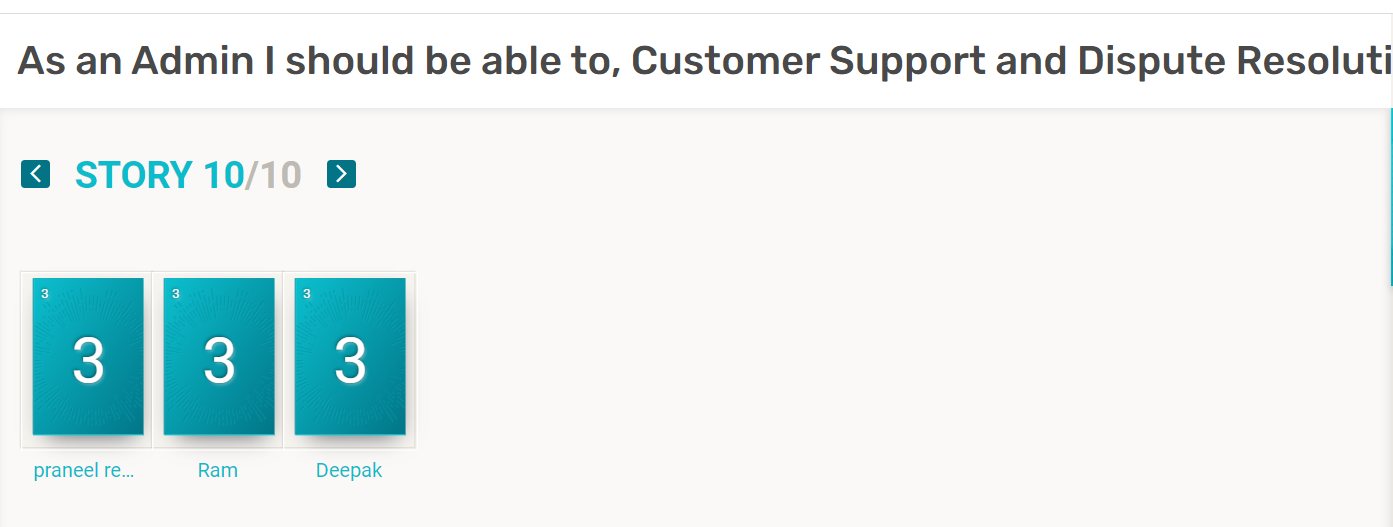 As an Admin I should be able to, Customer Support and Dispute Resoluti
STORY 10/10
3 3 3
3 3 3
praneel re... Ram Deepak